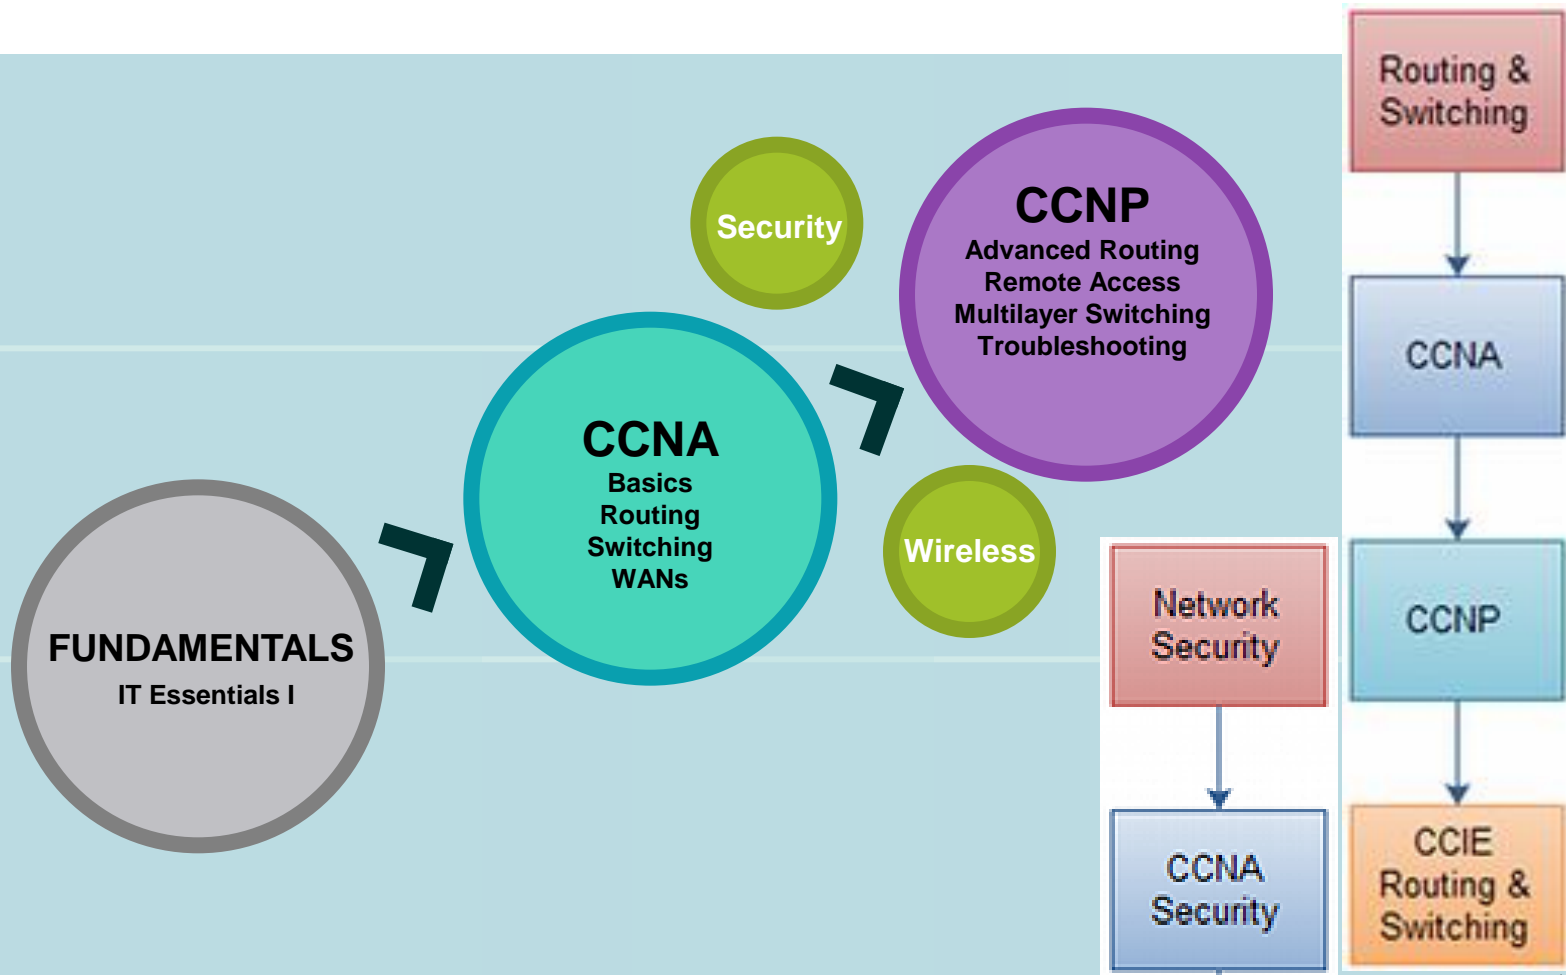 FUNDAMENTALS
IT Essentials I
CCNA
Basics
Routing
Switching
WANs
Security
Wireless
CCNP
Advanced Routing
Remote Access
Multilayer Switching
Troubleshooting
Network
Security
CCNA
Security
Routing &
Switching
CCNA
CCNP
CCIE
Routing &
Switching